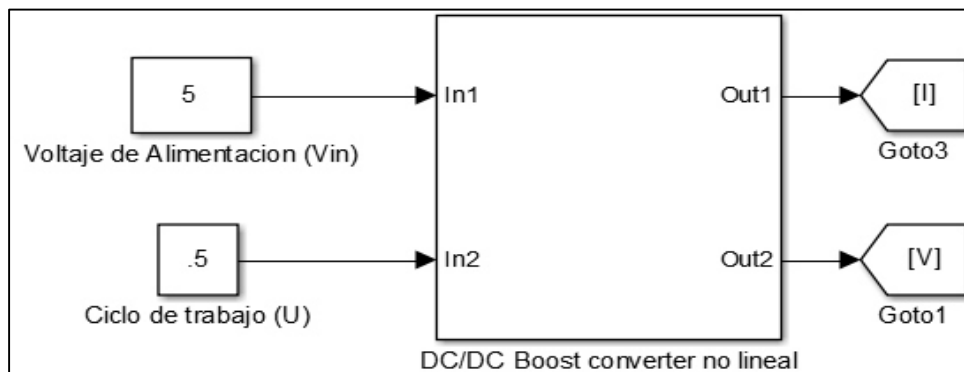 5
In1
Out1
[I]
Voltaje de Alimentacion (Vin)
Goto3
.5
In2
Out2
[V]
Ciclo de trabajo (U)
Goto1
DC/DC Boost converter no lineal